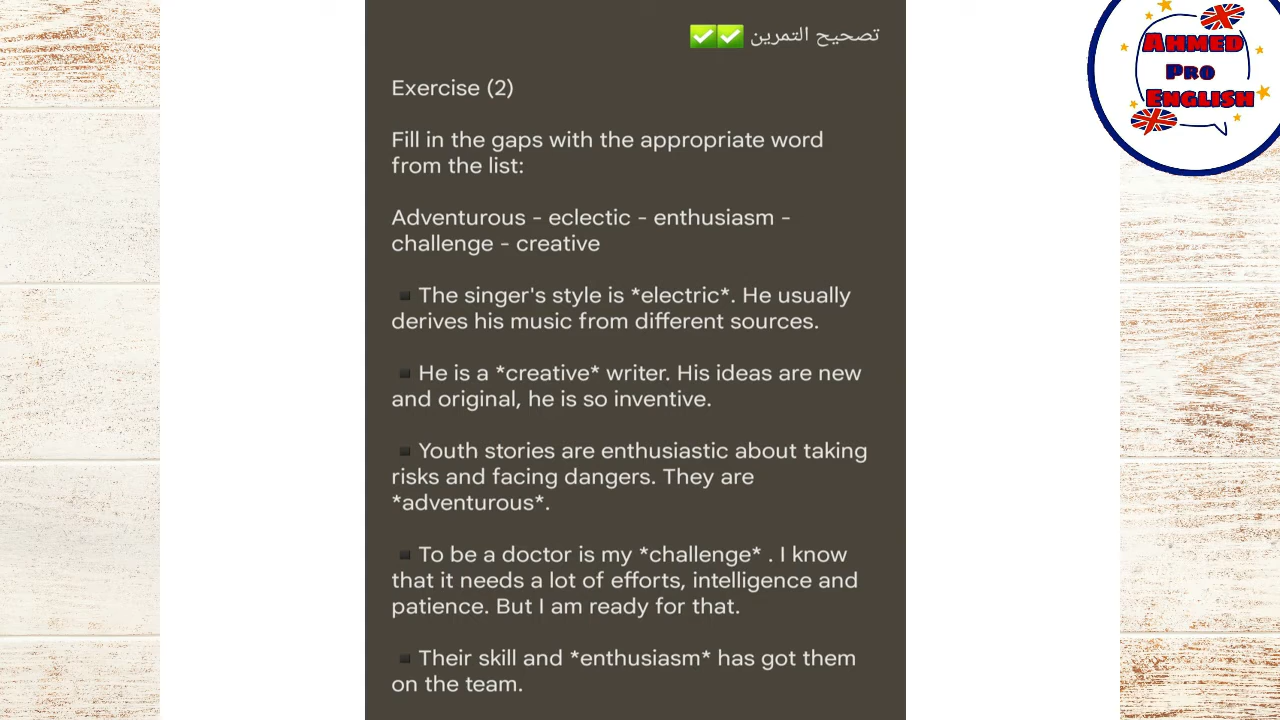 تصحيح التمرين ✅✅
Exercise (2)
Fill in the gaps with the appropriate word
from the list:
Adventurous - eclectic - enthusiasm -
challenge - creative
▪️The singer's style is *electric*. He usually
derives his music from different sources.
▪️He is a *creative* writer. His ideas are new
and original, he is so inventive.
▪️Youth stories are enthusiastic about taking
risks and facing dangers. They are
*adventurous*.
▪️To be a doctor is my *challenge* . I know
that it needs a lot of efforts, intelligence and
patience. But I am ready for that.
▪️Their skill and *enthusiasm* has got them
on the team.
Ahmed
Pro
English